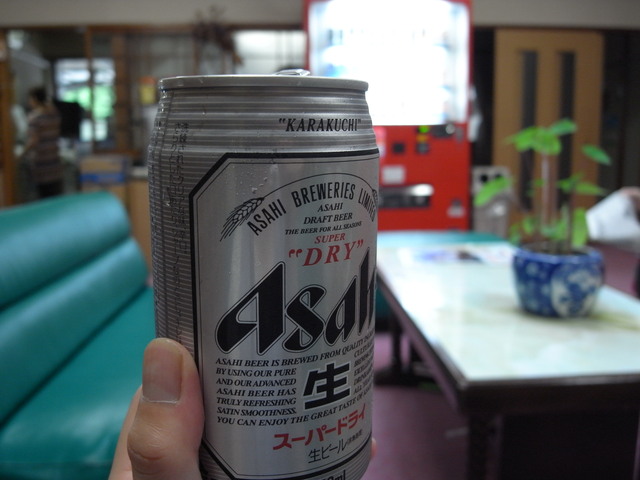 "KARAKUCHI"
ASAHI BREWERIES LIMITED
ASAHI
DRAFT BEER
THE BEER FOR ALL SEASONS
SUPER
"DRY"
Asahi
ASAHI BEER IS BREWED FROM QUALITY
BY USING OUR PURE
AND OUR ADVANCED
ASAHI BEER HAS
TRULY REFRESHING
SATIN SMOOTHNESS.
YOU CAN ENJOY THE GREAT TASTE OF
生
スーパードライ
生ビール